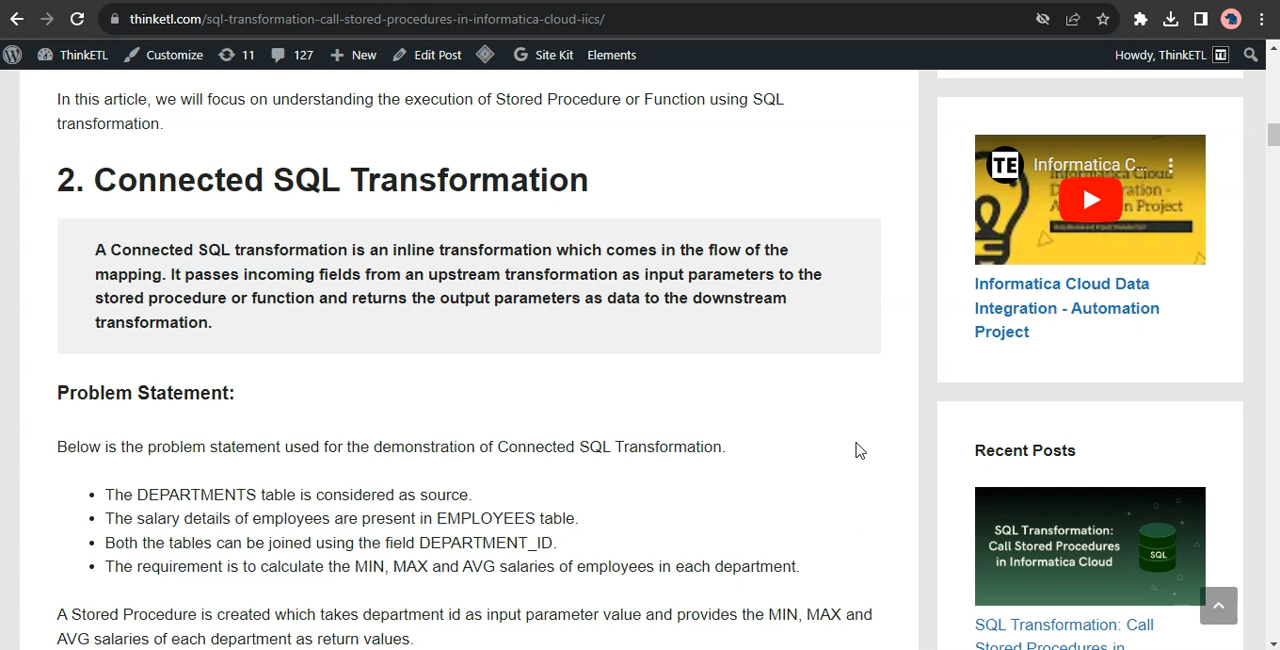 thinketl.com/sql-transformation-call-stored-procedures-in-informatica-cloud-iics/
ThinkETL Customize 11 127 New Edit Post Site Kit Elements Howdy, ThinkETL TE
In this article, we will focus on understanding the execution of Stored Procedure or Function using SQL
transformation.
2. Connected SQL Transformation
A Connected SQL transformation is an inline transformation which comes in the flow of the
mapping. It passes incoming fields from an upstream transformation as input parameters to the
stored procedure or function and returns the output parameters as data to the downstream
transformation.
Problem Statement:
Below is the problem statement used for the demonstration of Connected SQL Transformation.
• The DEPARTMENTS table is considered as source.
• The salary details of employees are present in EMPLOYEES table.
• Both the tables can be joined using the field DEPARTMENT_ID.
• The requirement is to calculate the MIN, MAX and AVG salaries of employees in each department.
A Stored Procedure is created which takes department id as input parameter value and provides the MIN, MAX and
AVG salaries of each department as return values.
TE Informatica C...
Informatica Cloud Data
Integration - Automation
Project
Recent Posts
SQL Transformation:
Call Stored Procedures
in Informatica Cloud
SQL
SQL Transformation: Call
Stored Procedures in